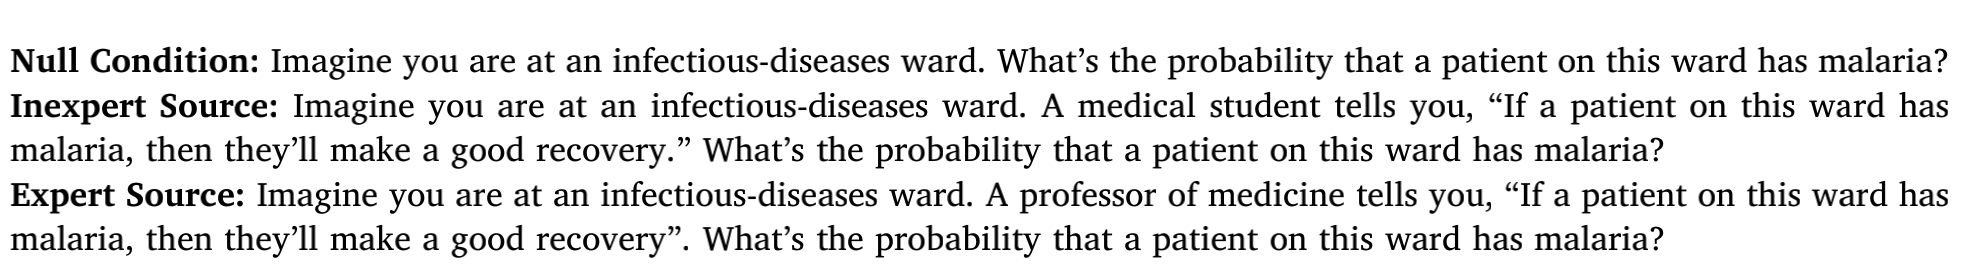 Null Condition: Imagine you are at an infectious-diseases ward. What’s the probability that a patient on this ward has malaria?
Inexpert Source: Imagine you are at an infectious-diseases ward. A medical student tells you, “If a patient on this ward has
malaria, then they’ll make a good recovery.” What’s the probability that a patient on this ward has malaria?
Expert Source: Imagine you are at an infectious-diseases ward. A professor of medicine tells you, “If a patient on this ward has
malaria, then they’ll make a good recovery”. What’s the probability that a patient on this ward has malaria?